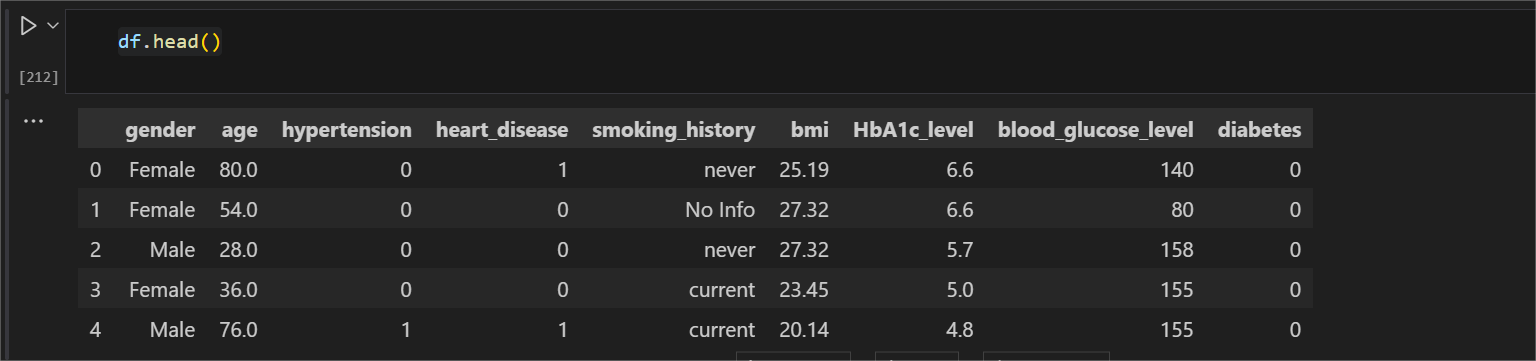 df.head()
[212]
...
gender age hypertension heart_disease smoking_history bmi HbA1c_level blood_glucose_level diabetes
0 Female 80.0 0 1 never 25.19 6.6 140 0
1 Female 54.0 0 0 No Info 27.32 6.6 80 0
2 Male 28.0 0 0 never 27.32 5.7 158 0
3 Female 36.0 0 0 current 23.45 5.0 155 0
4 Male 76.0 1 1 current 20.14 4.8 155 0